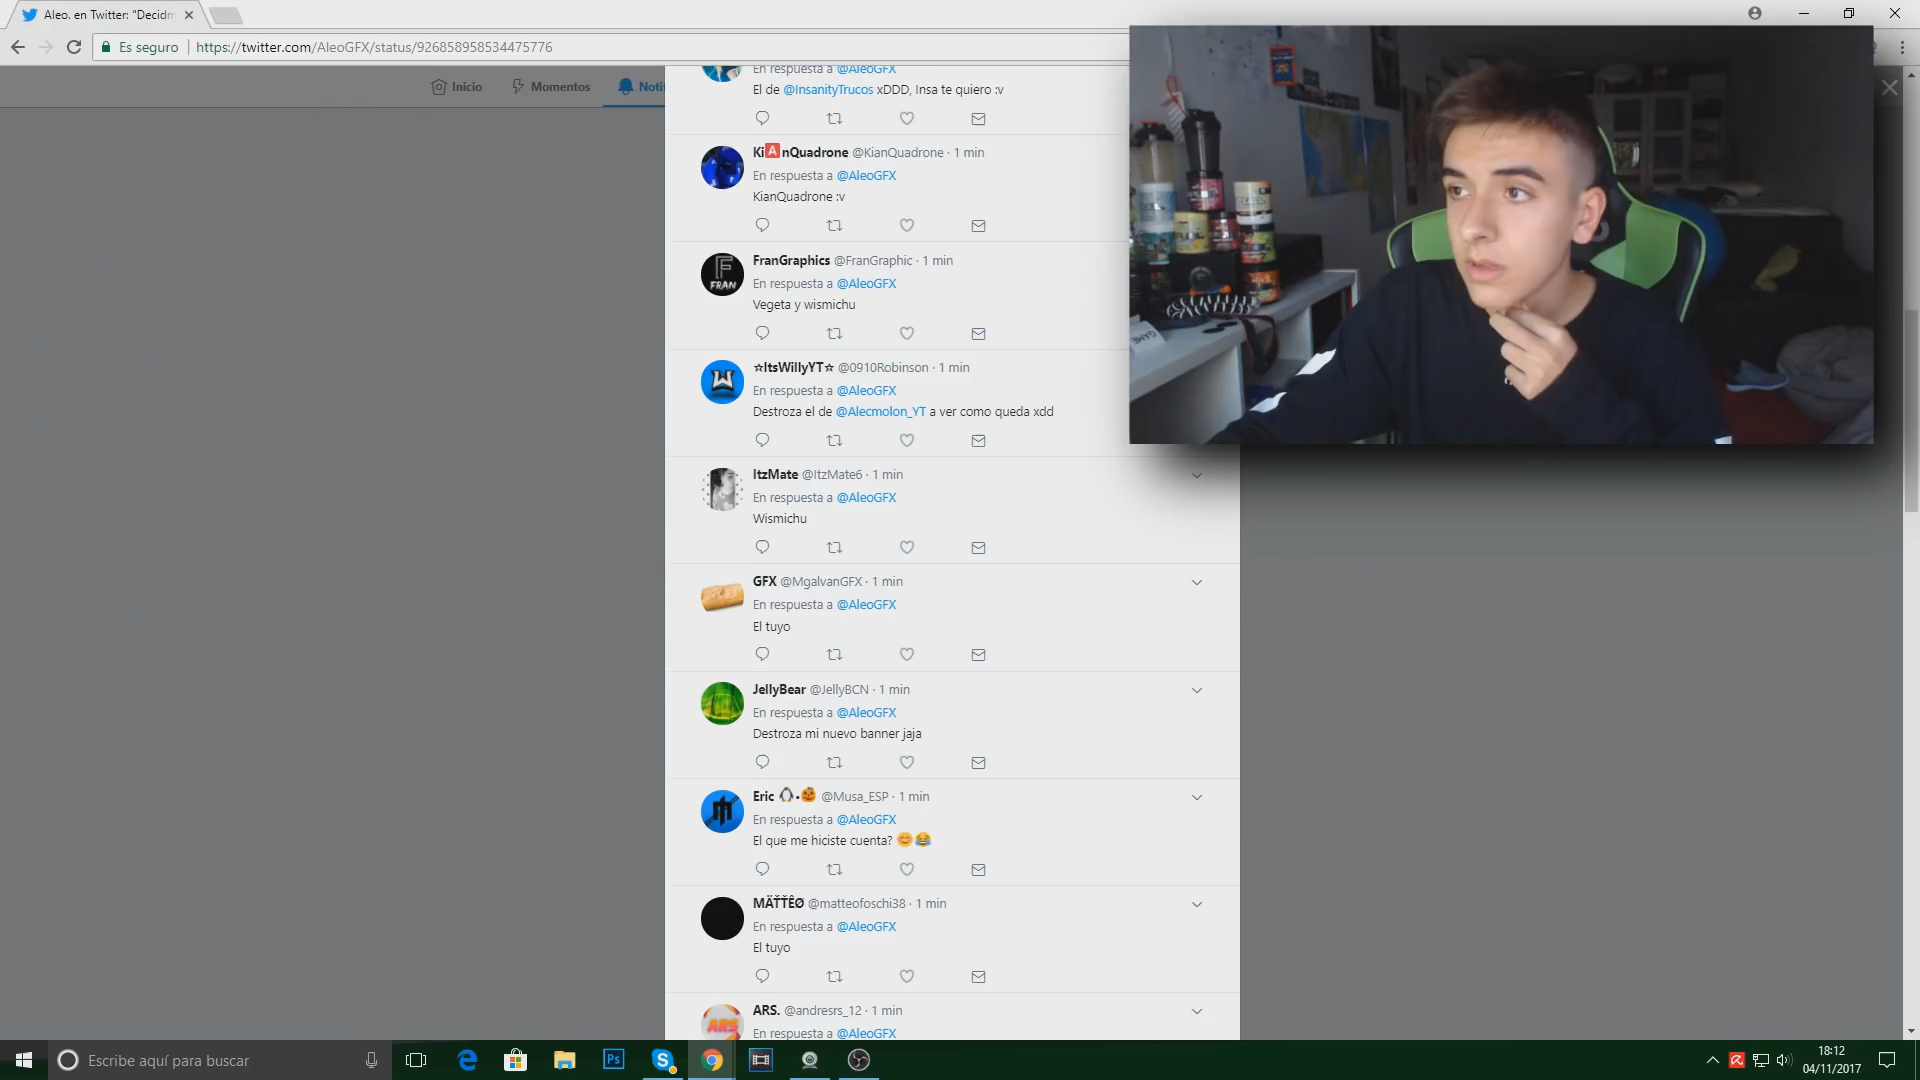 Aleo. en Twitter: "Decidm
Es seguro
https://twitter.com/AleoGFX/status/926858958534475776
Inicio
Momentos
Noti
En respuesta a @AleoGFX
El de @InsanityTrucos xDDD, Insa te quiero :v
Ki🅰nQuadrone @KianQuadrone · 1 min
En respuesta a @AleoGFX
KianQuadrone :v
FRAN
FranGraphics @FranGraphic · 1 min
En respuesta a @AleoGFX
Vegeta y wismichu
☆ItsWillyYT☆ @0910Robinson · 1 min
En respuesta a @AleoGFX
Destroza el de @Alecmolon_YT a ver como queda xdd
ItzMate @ItzMate6 · 1 min
En respuesta a @AleoGFX
Wismichu
GFX @MgalvanGFX · 1 min
En respuesta a @AleoGFX
El tuyo
JellyBear @JellyBCN · 1 min
En respuesta a @AleoGFX
Destroza mi nuevo banner jaja
Eric 🐧•🎃 @Musa_ESP · 1 min
En respuesta a @AleoGFX
El que me hiciste cuenta? 😊😂
MÄŤŤÊØ @matteofoschi38 · 1 min
En respuesta a @AleoGFX
El tuyo
ARS
ARS. @andresrs_12 · 1 min
En respuesta a @AleoGFX
Escribe aquí para buscar
Ps
18:12
04/11/2017